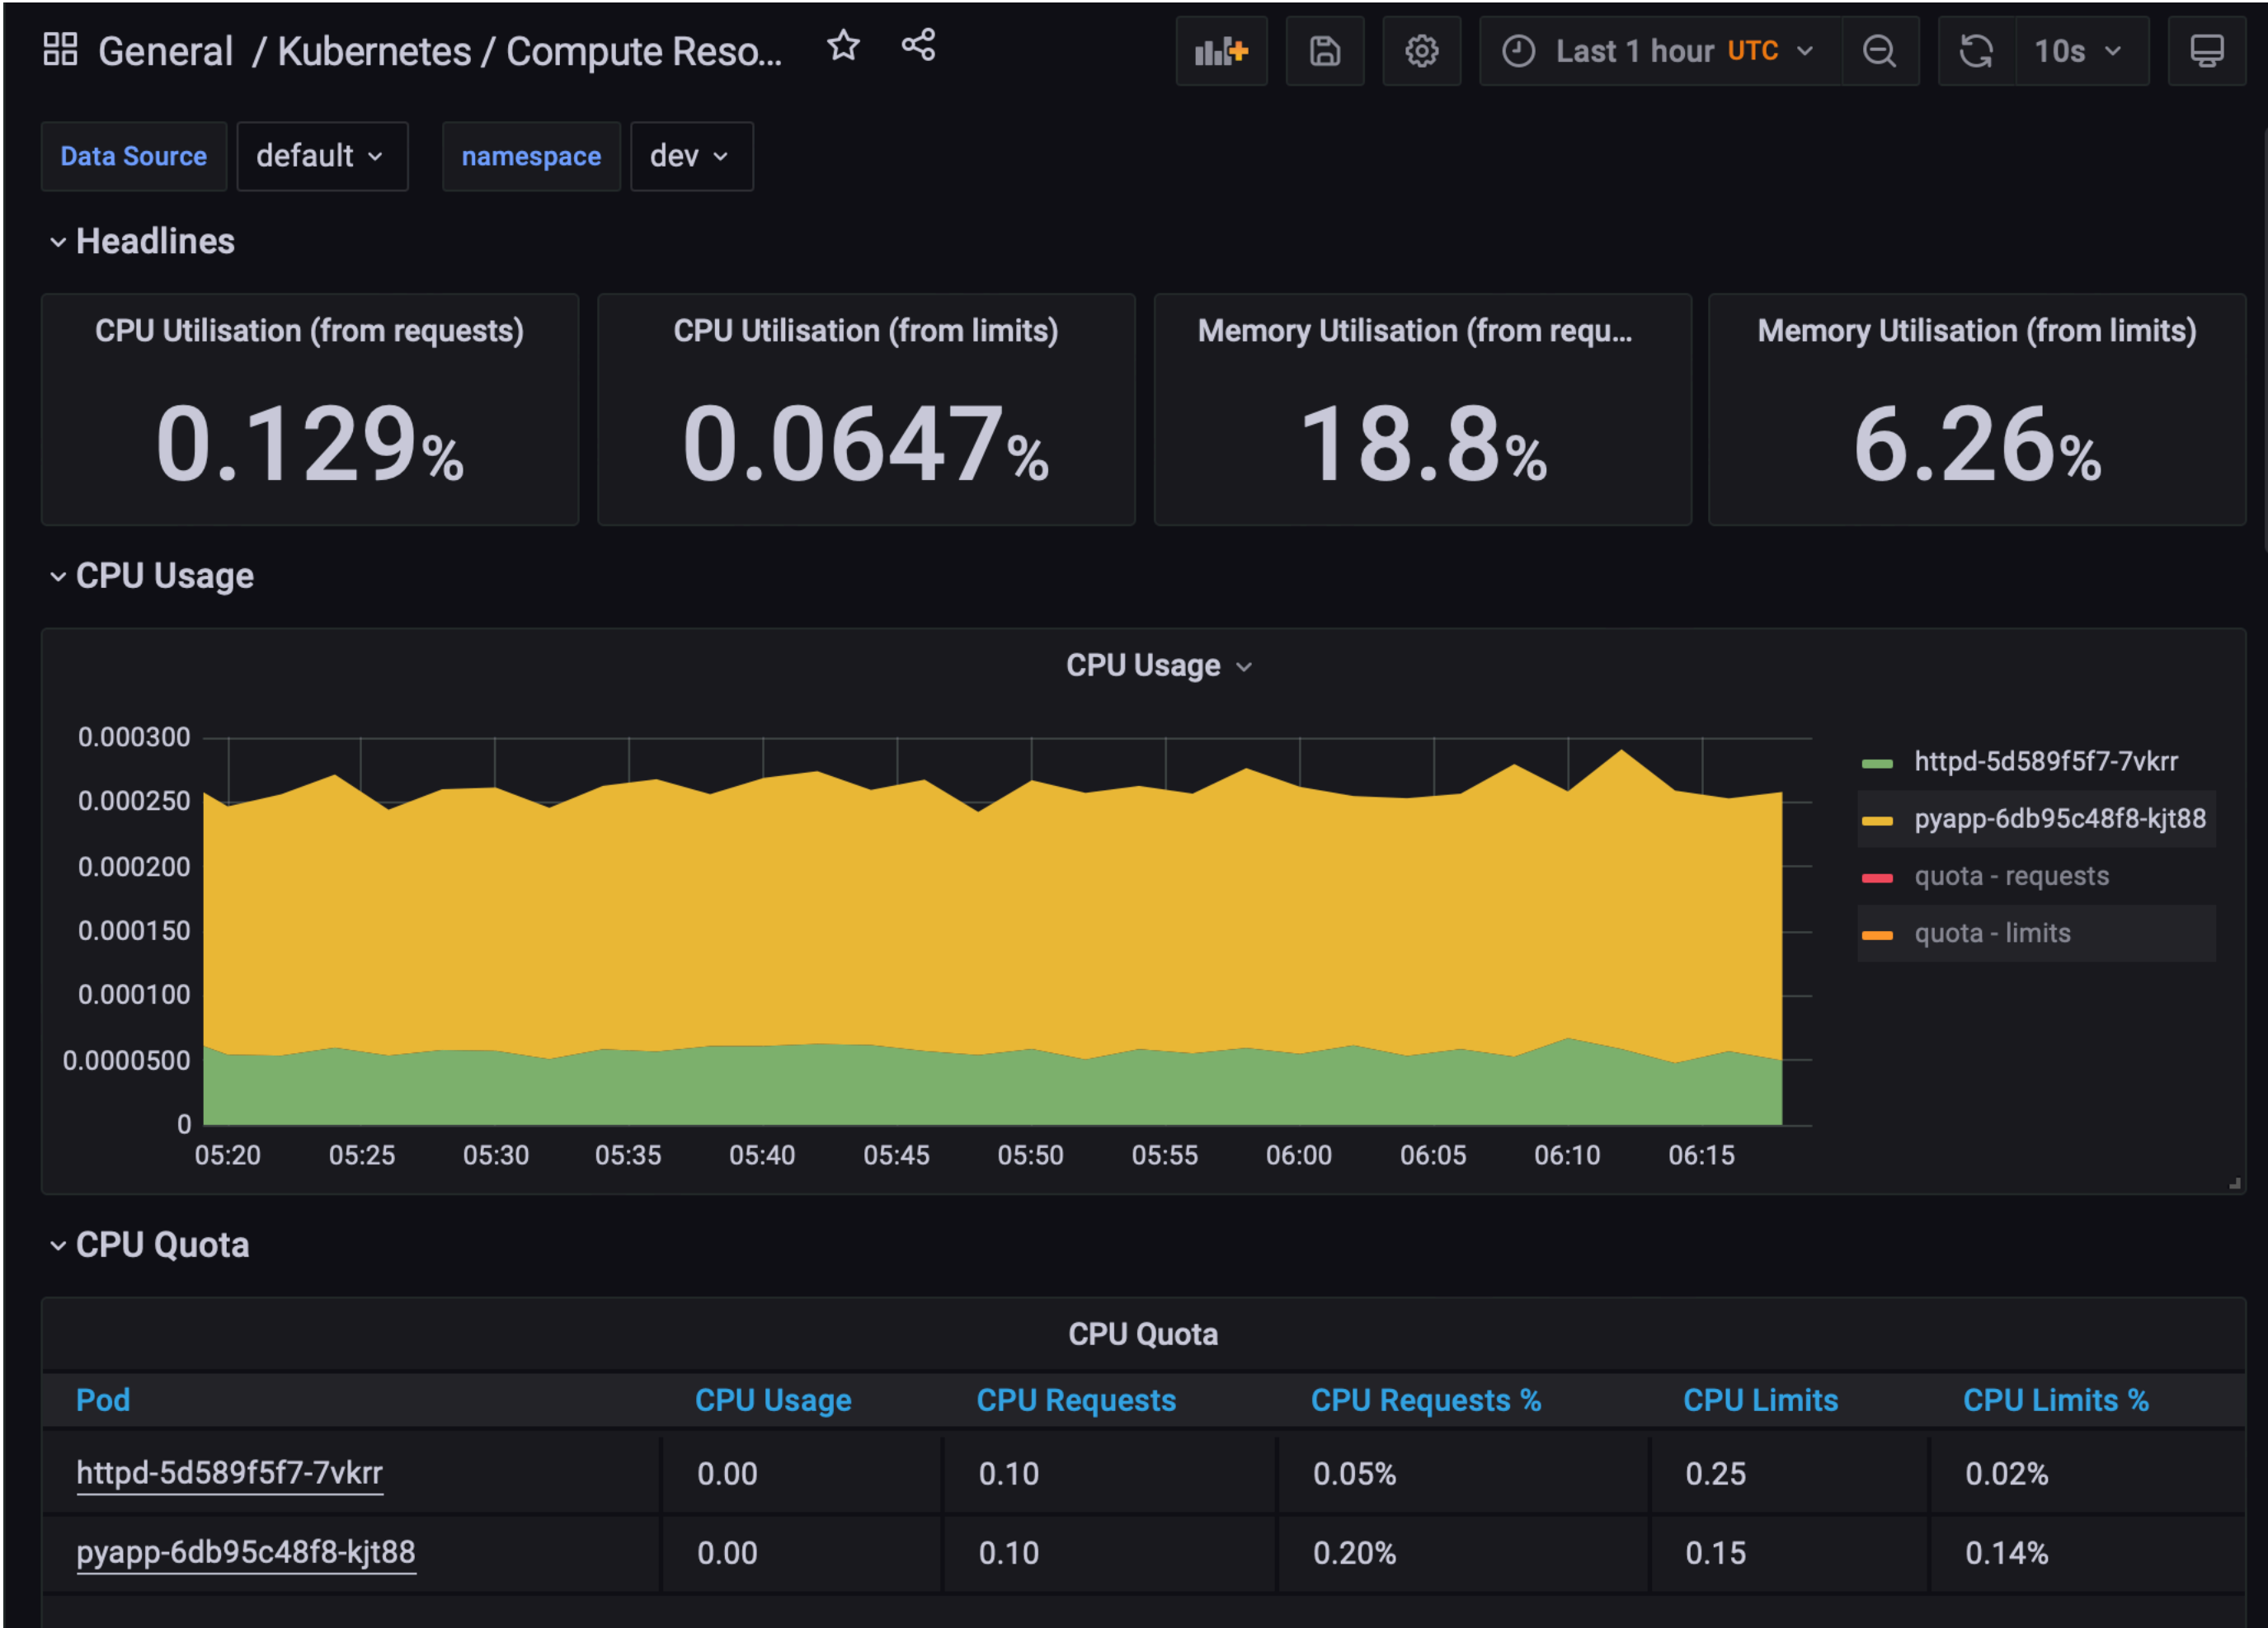 General / Kubernetes / Compute Reso...
Last 1 hour UTC
10s
Data Source default namespace dev
Headlines
CPU Utilisation (from requests)
0.129%
CPU Utilisation (from limits)
0.0647%
Memory Utilisation (from requ...
18.8%
Memory Utilisation (from limits)
6.26%
CPU Usage
CPU Usage
0.000300
0.000250
0.000200
0.000150
0.000100
0.0000500
0
05:20 05:25 05:30 05:35 05:40 05:45 05:50 05:55 06:00 06:05 06:10 06:15
httpd-5d589f5f7-7vkrr
pyapp-6db95c48f8-kjt88
quota - requests
quota - limits
CPU Quota
CPU Quota
Pod CPU Usage CPU Requests CPU Requests % CPU Limits CPU Limits %
httpd-5d589f5f7-7vkrr 0.00 0.10 0.05% 0.25 0.02%
pyapp-6db95c48f8-kjt88 0.00 0.10 0.20% 0.15 0.14%